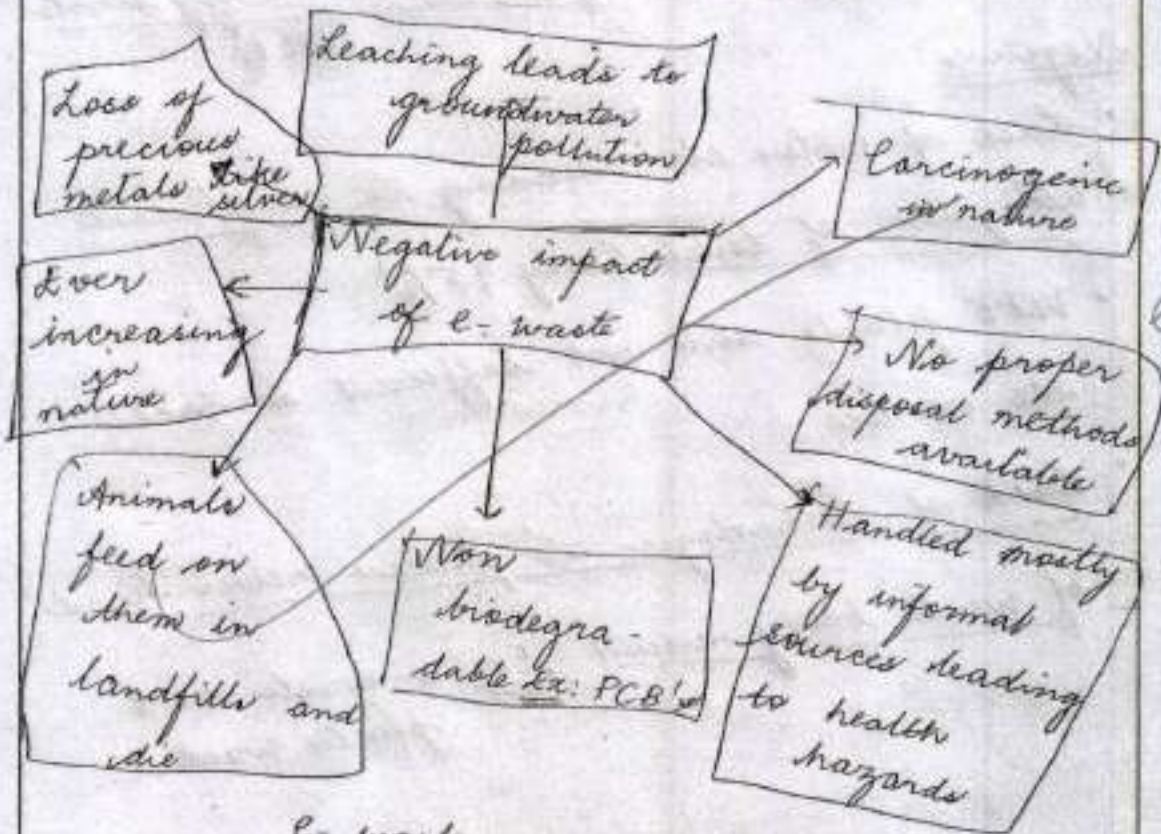 Leaching leads to
groundwater
pollution
Loss of
precious
metals like
silver
Carcinogenic
in nature
Negative impact
of e-waste
Ever
increasing
in
nature
No proper
disposal methods
available
Animals
feed on
them in
landfills and
die
Non
biodegra-
dable Ex: PCB's
Handled mostly
by informal
sources leading
to health
hazards